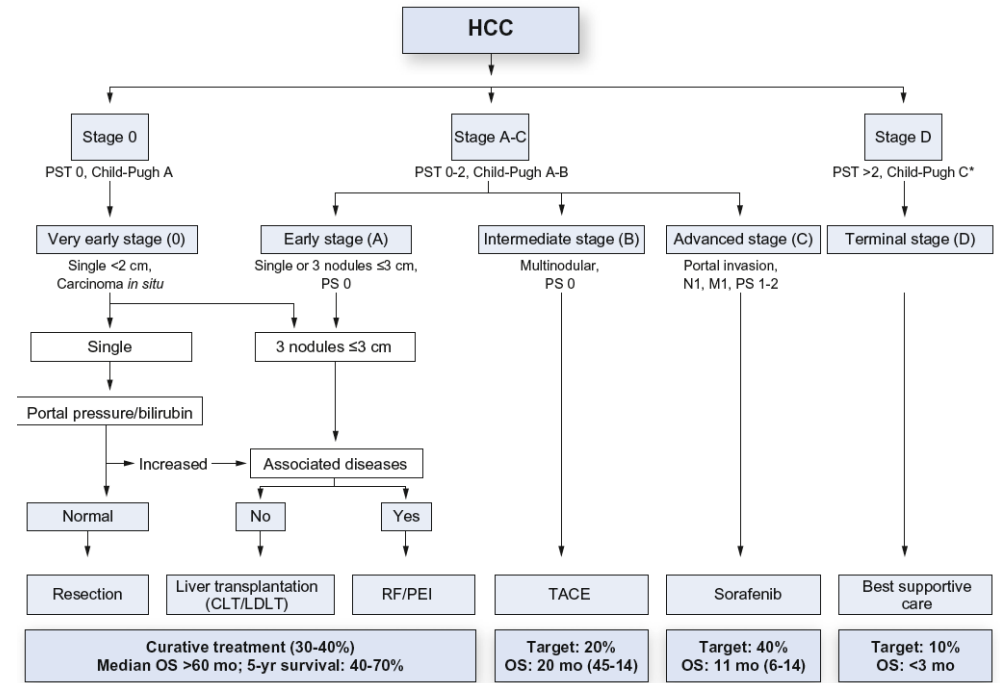 HCC
Stage 0
PST 0, Child-Pugh A
Stage A-C
PST 0-2, Child-Pugh A-B
Stage D
PST >2, Child-Pugh C*
Very early stage (0)
Single <2 cm,
Carcinoma in situ
Early stage (A)
Single or 3 nodules ≤3 cm,
PS 0
Intermediate stage (B)
Multinodular,
PS 0
Advanced stage (C)
Portal invasion,
N1, M1, PS 1-2
Terminal stage (D)
Single
3 nodules ≤3 cm
Portal pressure/bilirubin
Increased
Associated diseases
Normal
No
Yes
Resection
Liver transplantation
(CLT/LDLT)
RF/PEI
TACE
Sorafenib
Best supportive
care
Curative treatment (30-40%)
Median OS >60 mo; 5-yr survival: 40-70%
Target: 20%
OS: 20 mo (45-14)
Target: 40%
OS: 11 mo (6-14)
Target: 10%
OS: <3 mo